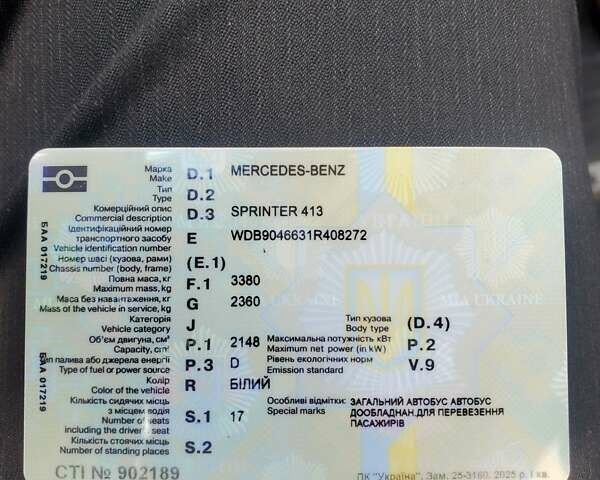 Марка D.1 MERCEDES-BENZ
Make
Тип D.2
Type
Комерційний опис D.3 SPRINTER 413
Commercial description
Ідентифікаційний номер
транспортного засобу E WDB9046631R408272
Vehicle identification number
Номер шасі (кузова, рами) (E.1)
Chassis number (body, frame)
Повна маса, кг F.1 3380
Maximum mass, kg
Маса без навантаження, кг G 2360
Mass of the vehicle in service, kg
Категорія J Тип кузова (D.4)
Vehicle category Body type
Об'єм двигуна, см³ P.1 2148 Максимальна потужність кВт P.2
Capacity, cm³ Maximum net power (in kW)
Тип палива або джерела енергії P.3 D Рівень екологічних норм V.9
Type of fuel or power source Emission standard
Колір R БІЛИЙ
Color of the vehicle
Кількість сидячих місць Особливі відмітки: ЗАГАЛЬНИЙ АВТОБУС АВТОБУС
з місцем водія S.1 17 Special marks ДООБЛАДНАН.ДЛЯ ПЕРЕВЕЗЕННЯ
Number of seats ПАСАЖИРІВ
including the driver's seat
Кількість стоячих місць S.2
Number of standing places
СТІ № 902189 ПК "Україна", Зам. 25-3160, 2025 р. І кв.
БАА 017219
БАА 017219
MIA UKRAINE